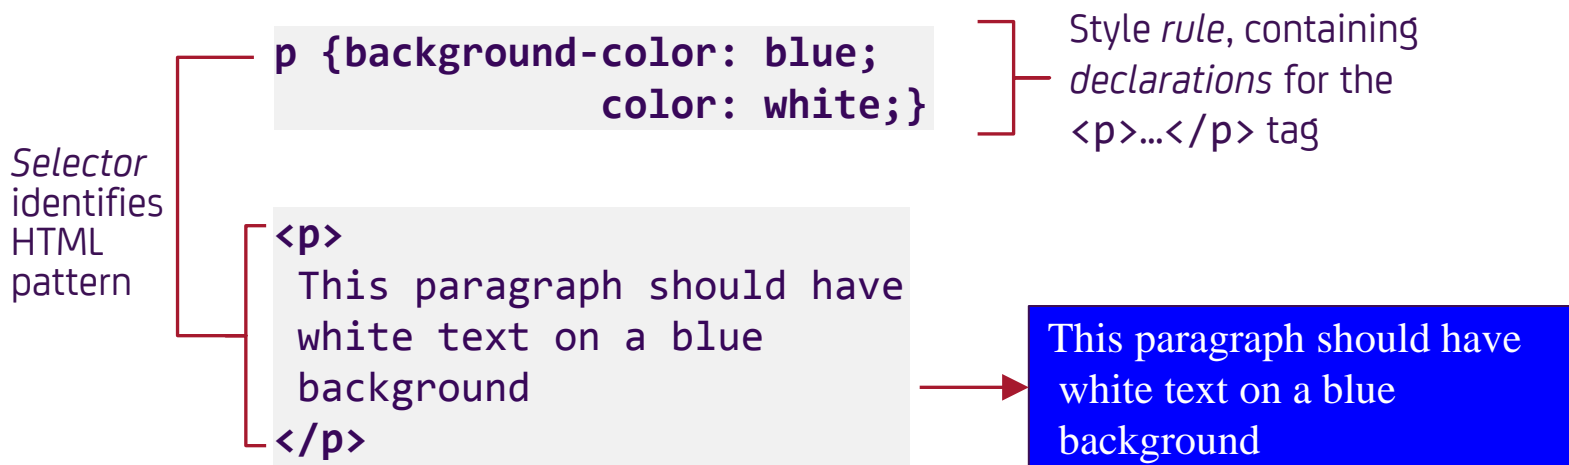 p {background-color: blue;
color: white;}
Style rule, containing
declarations for the
<p>…</p> tag
Selector
identifies
HTML
pattern
<p>
This paragraph should have
white text on a blue
background
</p>
This paragraph should have
white text on a blue
background